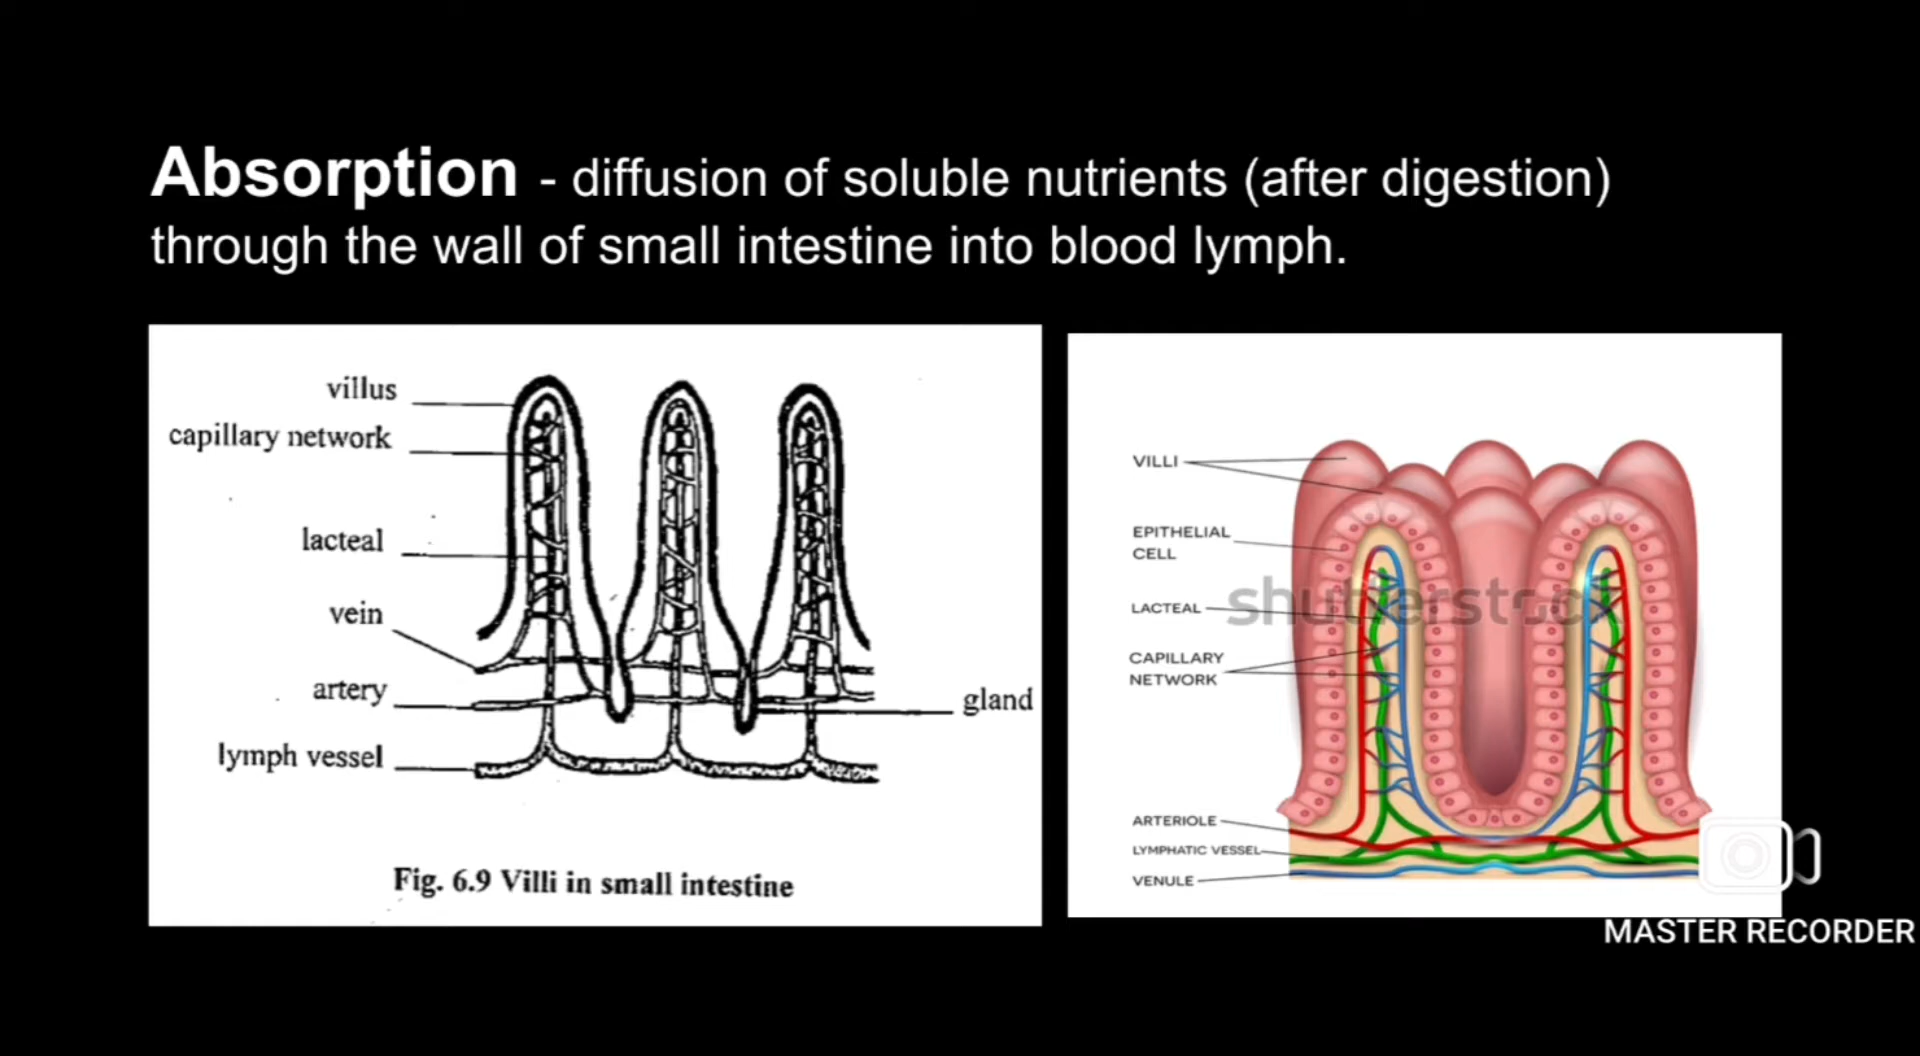 Absorption - diffusion of soluble nutrients (after digestion)
through the wall of small intestine into blood lymph.
villus
capillary network
lacteal
vein
artery
lymph vessel
gland
Fig. 6.9 Villi in small intestine
VILLI
EPITHELIAL
CELL
LACTEAL
CAPILLARY
NETWORK
ARTERIOLE
LYMPHATIC VESSEL
VENULE
shutterstock
MASTER RECORDER